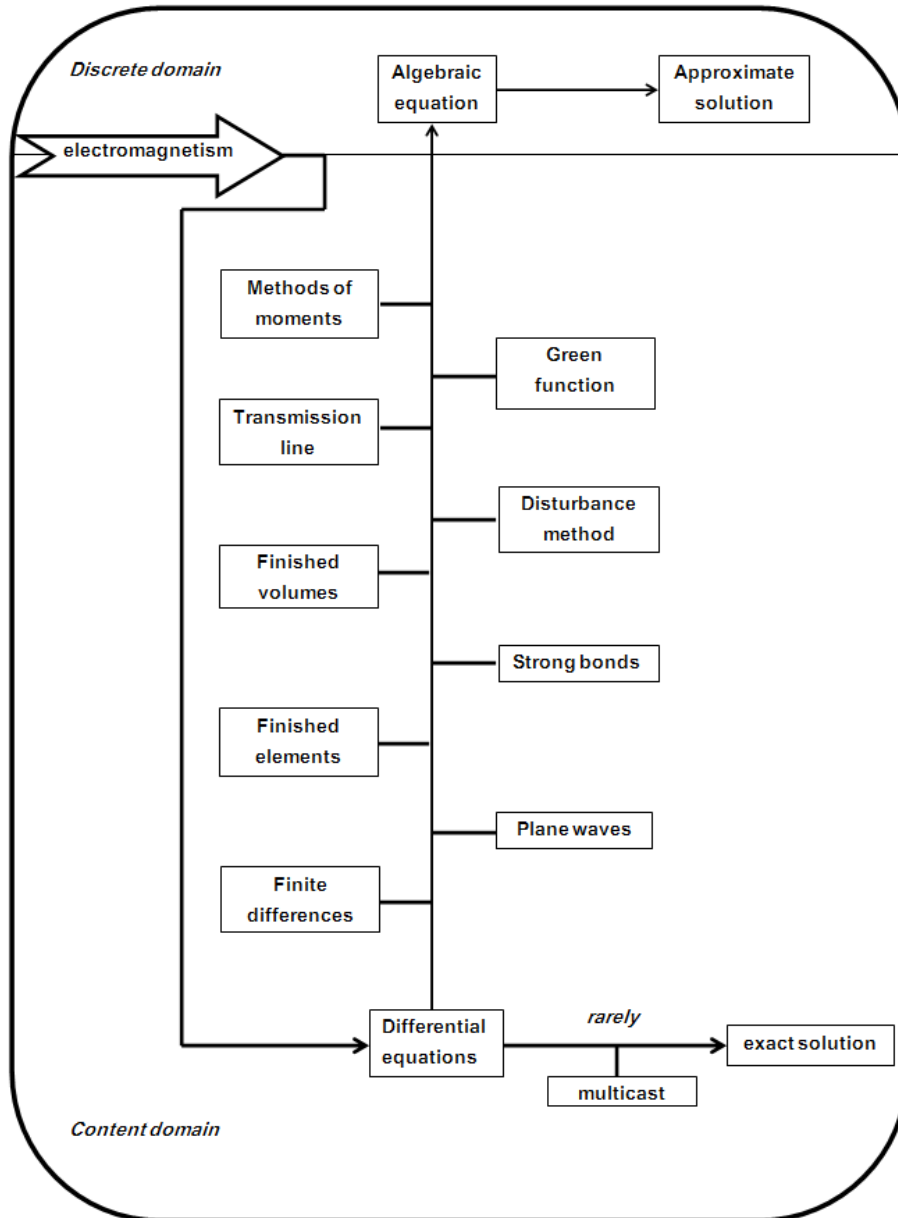 Discrete domain
Algebraic
equation
Approximate
solution
electromagnetism
Methods of
moments
Green
function
Transmission
line
Disturbance
method
Finished
volumes
Strong bonds
Finished
elements
Plane waves
Finite
differences
Differential
equations
rarely
exact solution
multicast
Content domain